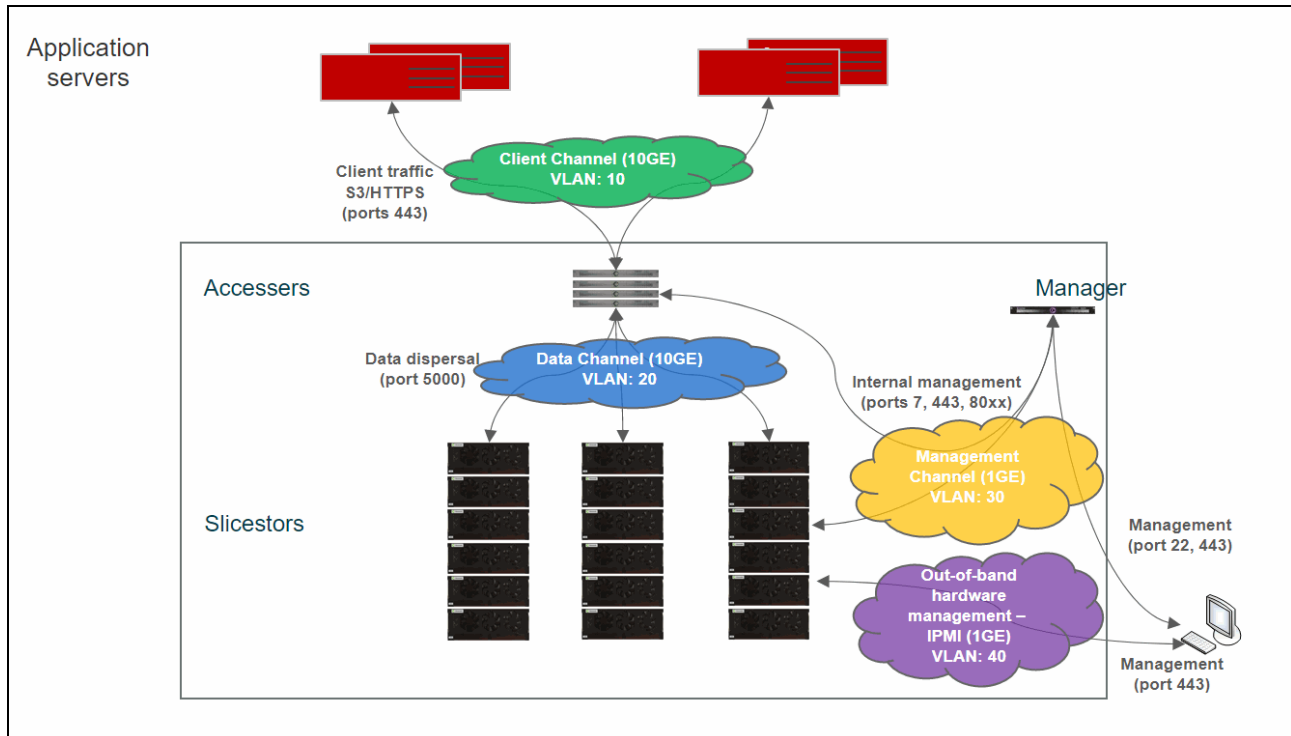 Application
servers
Client Channel (10GE)
VLAN: 10
Client traffic
S3/HTTPS
(ports 443)
Accessers
Manager
Data dispersal
(port 5000)
Data Channel (10GE)
VLAN: 20
Internal management
(ports 7, 443, 80xx)
Management
Channel (1GE)
VLAN: 30
Slicestors
Management
(port 22, 443)
Out-of-band
hardware
management –
IPMI (1GE)
VLAN: 40
Management
(port 443)